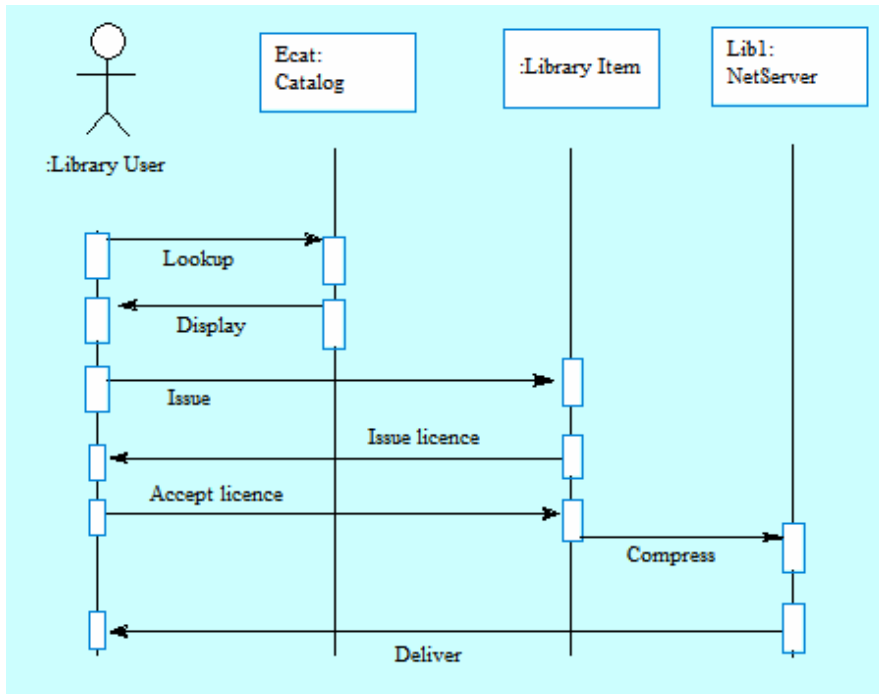 Ecat:
Catalog
:Library Item
Lib1:
NetServer
:Library User
Lookup
Display
Issue
Issue licence
Accept licence
Compress
Deliver